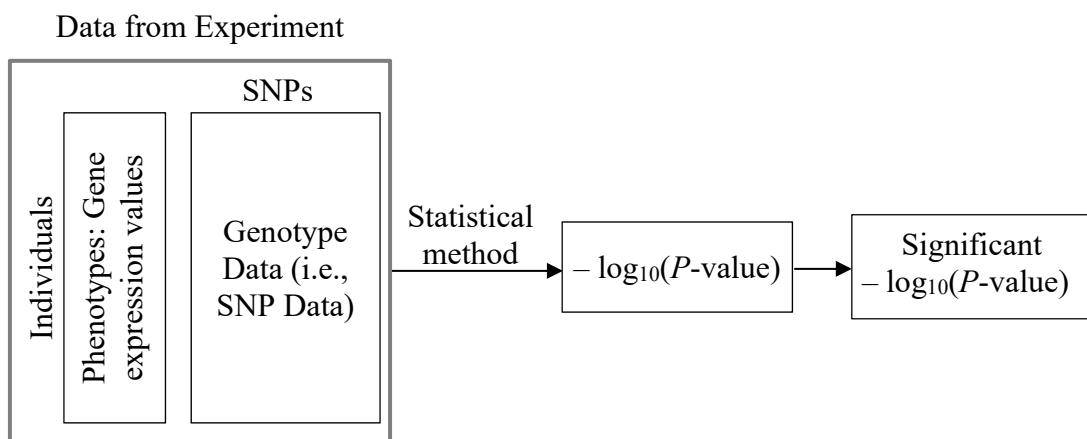 Data from Experiment
SNPs
Individuals
Phenotypes: Gene
expression values
Genotype
Data (i.e.,
SNP Data)
Statistical
method
– log₁₀(P-value)
Significant
– log₁₀(P-value)